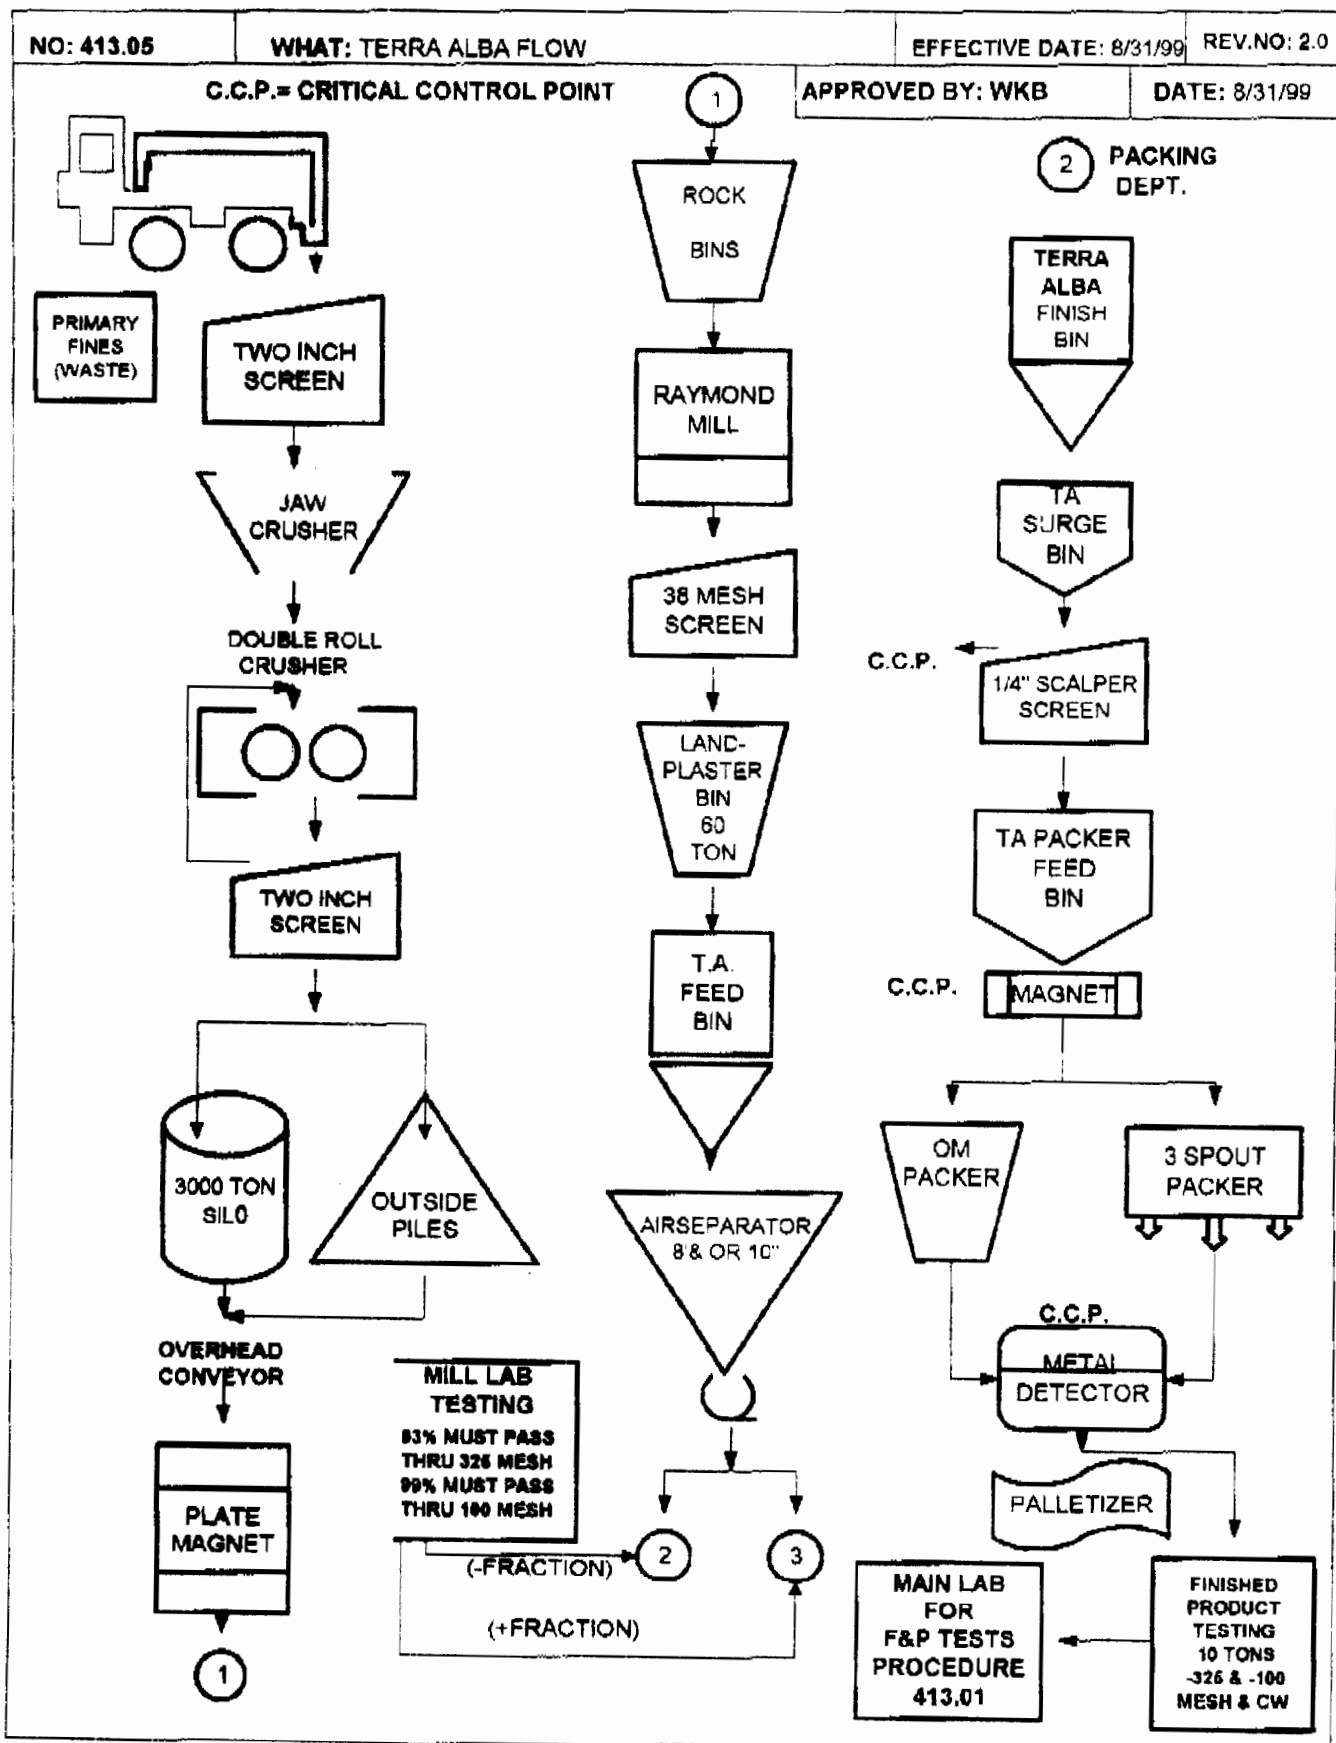 NO: 413.05
WHAT: TERRA ALBA FLOW
EFFECTIVE DATE: 8/31/99
REV.NO: 2.0
C.C.P.= CRITICAL CONTROL POINT
APPROVED BY: WKB
DATE: 8/31/99
PRIMARY
FINES
(WASTE)
TWO INCH
SCREEN
JAW
CRUSHER
DOUBLE ROLL
CRUSHER
TWO INCH
SCREEN
3000 TON
SIL0
OUTSIDE
PILES
OVERHEAD
CONVEYOR
PLATE
MAGNET
1
1
ROCK
BINS
RAYMOND
MILL
38 MESH
SCREEN
LAND-
PLASTER
BIN
60
TON
T.A.
FEED
BIN
AIRSEPARATOR
8'& OR 10"
MILL LAB
TESTING
93% MUST PASS
THRU 325 MESH
99% MUST PASS
THRU 100 MESH
(-FRACTION)
2
3
(+FRACTION)
2
PACKING
DEPT.
TERRA
ALBA
FINISH
BIN
TA
SURGE
BIN
C.C.P.
1/4" SCALPER
SCREEN
TA PACKER
FEED
BIN
C.C.P.
MAGNET
OM
PACKER
3 SPOUT
PACKER
C.C.P.
METAL
DETECTOR
PALLETIZER
MAIN LAB
FOR
F&P TESTS
PROCEDURE
413.01
FINISHED
PRODUCT
TESTING
10 TONS
-325 & -100
MESH & CW